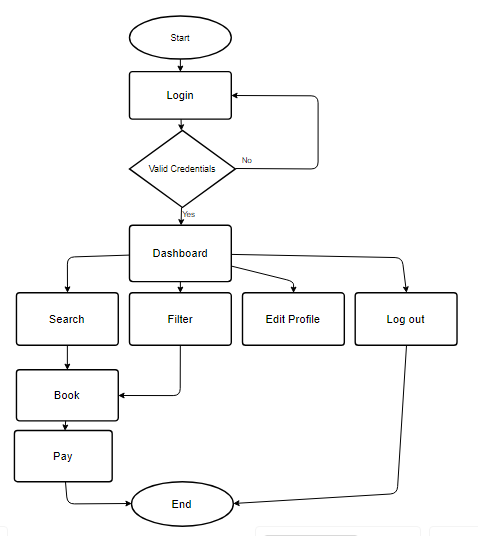 Start
Login
Valid Credentials
No
Yes
Dashboard
Search
Filter
Edit Profile
Log out
Book
Pay
End